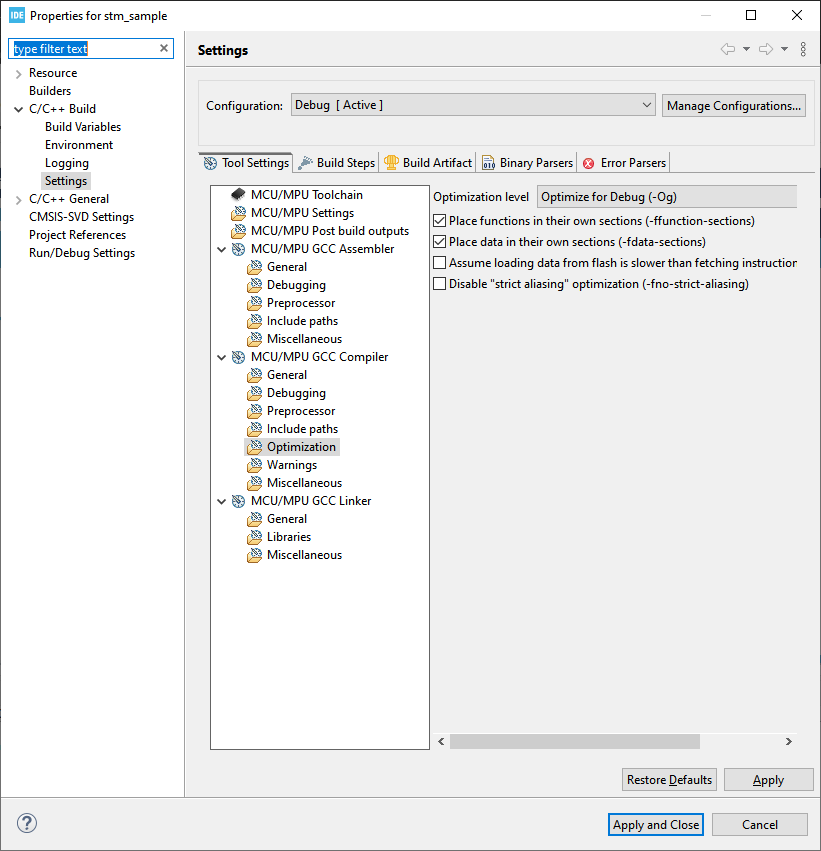 IDE Properties for stm_sample
type filter text
Resource
Builders
C/C++ Build
Build Variables
Environment
Logging
Settings
C/C++ General
CMSIS-SVD Settings
Project References
Run/Debug Settings
Settings
Configuration: Debug [ Active ] Manage Configurations...
Tool Settings Build Steps Build Artifact Binary Parsers Error Parsers
MCU/MPU Toolchain
MCU/MPU Settings
MCU/MPU Post build outputs
MCU/MPU GCC Assembler
General
Debugging
Preprocessor
Include paths
Miscellaneous
MCU/MPU GCC Compiler
General
Debugging
Preprocessor
Include paths
Optimization
Warnings
Miscellaneous
MCU/MPU GCC Linker
General
Libraries
Miscellaneous
Optimization level Optimize for Debug (-Og)
Place functions in their own sections (-ffunction-sections)
Place data in their own sections (-fdata-sections)
Assume loading data from flash is slower than fetching instruction
Disable "strict aliasing" optimization (-fno-strict-aliasing)
Restore Defaults Apply
? Apply and Close Cancel